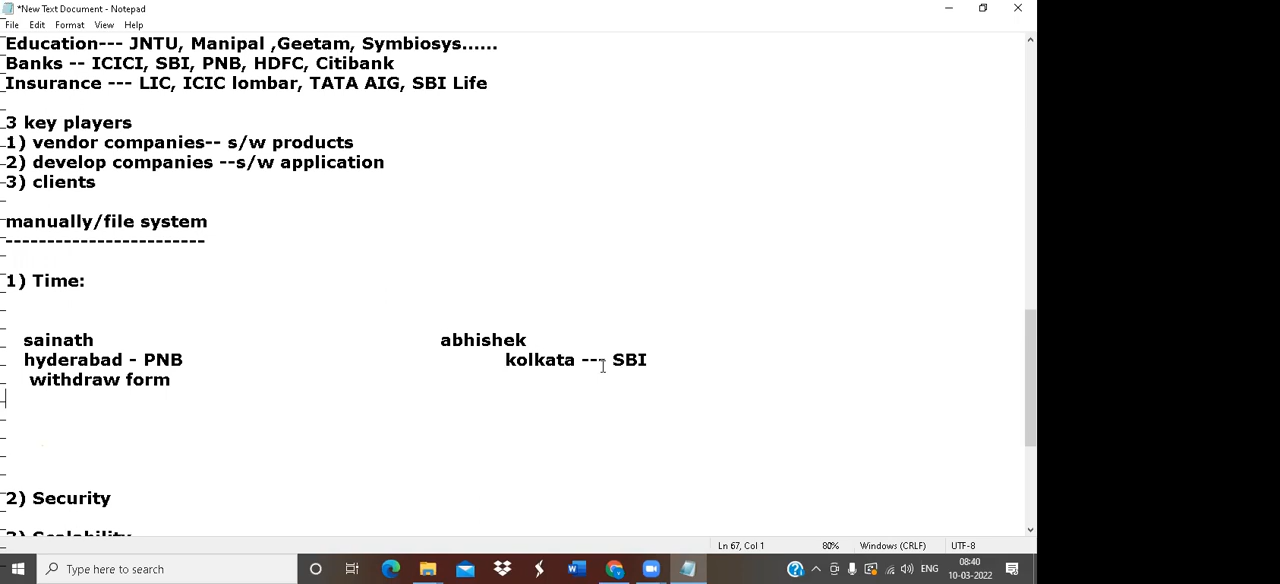 *New Text Document - Notepad
File Edit Format View Help
Education--- JNTU, Manipal ,Geetam, Symbiosys......
Banks -- ICICI, SBI, PNB, HDFC, Citibank
Insurance --- LIC, ICIC lombar, TATA AIG, SBI Life
3 key players
1) vendor companies-- s/w products
2) develop companies --s/w application
3) clients
manually/file system
------------------------
1) Time:
sainath abhishek
hyderabad - PNB kolkata --- SBI
withdraw form
2) Security
3) Scalability
Ln 67, Col 1 80% Windows (CRLF) UTF-8
Type here to search
ENG
08:40
10-03-2022